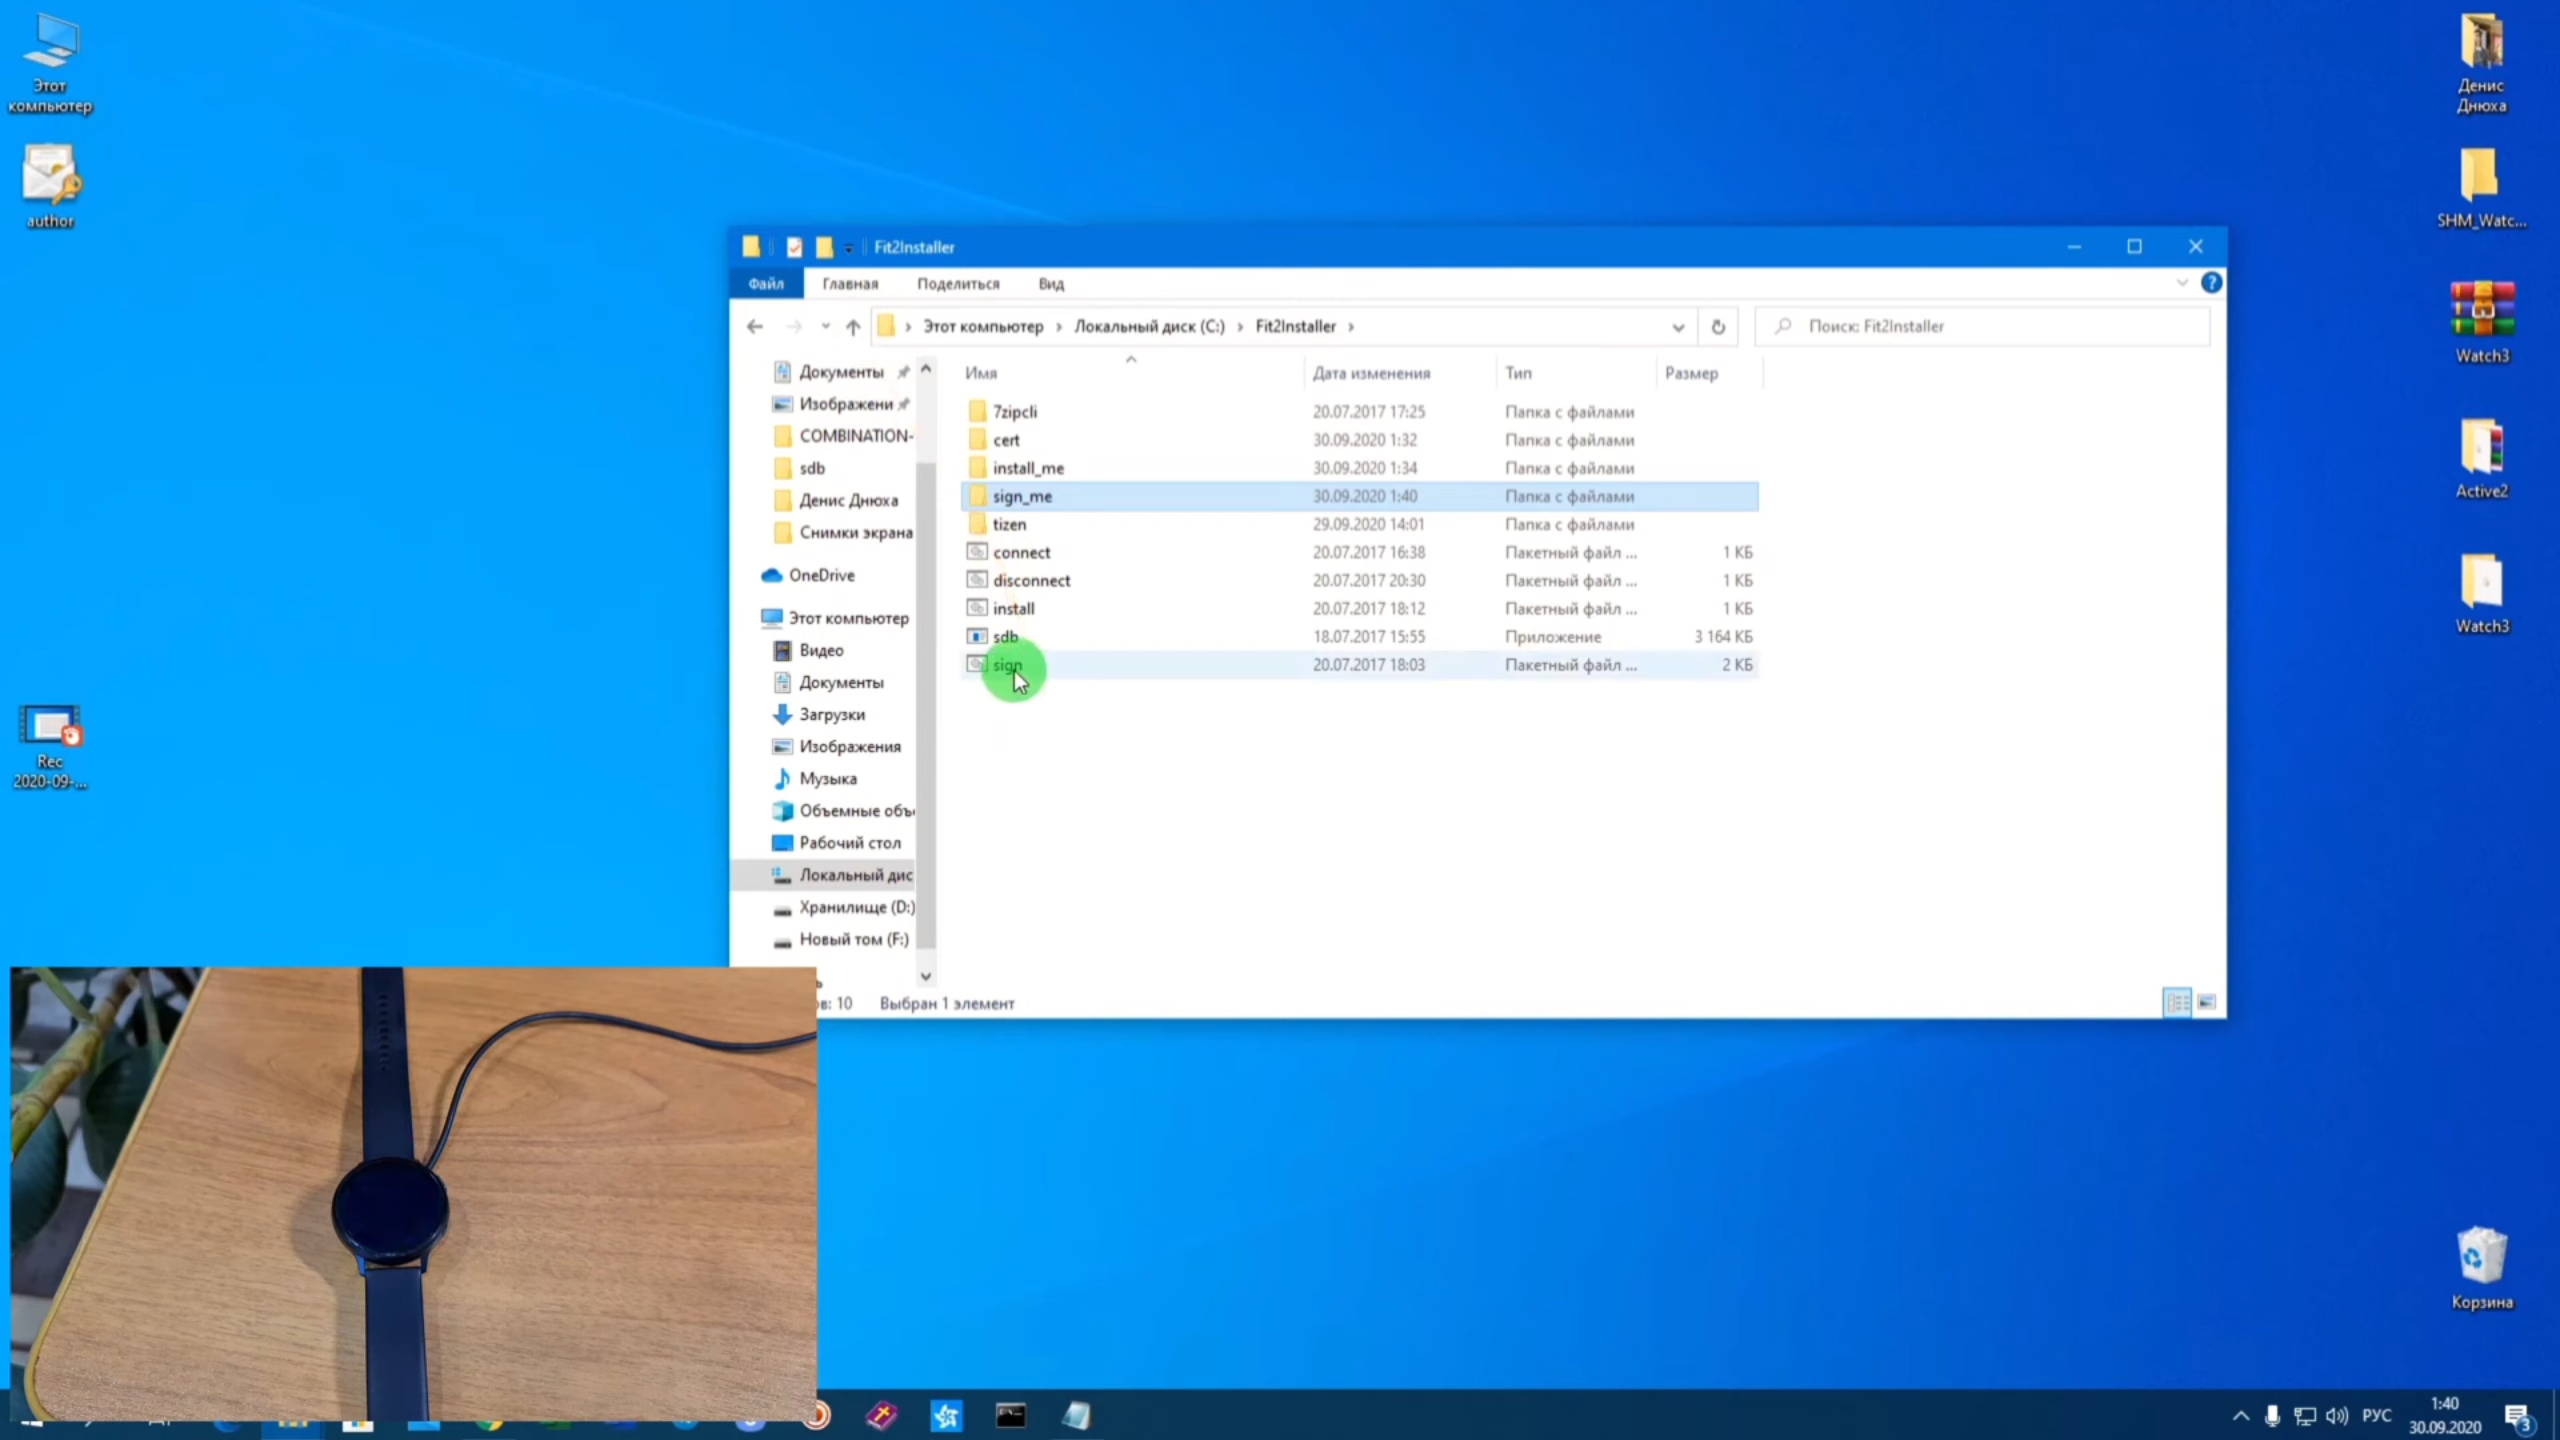 Этот
компьютер
author
Rec
2020-09-...
Денис
Днюха
SHM_Watc...
Watch3
Active2
Watch3
Корзина
Fit2Installer
Файл
Главная
Поделиться
Вид
Этот компьютер
Локальный диск (C:)
Fit2Installer
Поиск: Fit2Installer
Документы
Изображени
COMBINATION-
sdb
Денис Днюха
Снимки экрана
OneDrive
Этот компьютер
Видео
Документы
Загрузки
Изображения
Музыка
Объемные объ
Рабочий стол
Локальный дис
Хранилище (D:)
Новый том (F:)
Имя Дата изменения Тип Размер
7zipcli 20.07.2017 17:25 Папка с файлами
cert 30.09.2020 1:32 Папка с файлами
install_me 30.09.2020 1:34 Папка с файлами
sign_me 30.09.2020 1:40 Папка с файлами
tizen 29.09.2020 14:01 Папка с файлами
connect 20.07.2017 16:38 Пакетный файл ... 1 КБ
disconnect 20.07.2017 20:30 Пакетный файл ... 1 КБ
install 20.07.2017 18:12 Пакетный файл ... 1 КБ
sdb 18.07.2017 15:55 Приложение 3 164 КБ
sign 20.07.2017 18:03 Пакетный файл ... 2 КБ
ов: 10 Выбран 1 элемент
РУС
1:40
30.09.2020
3